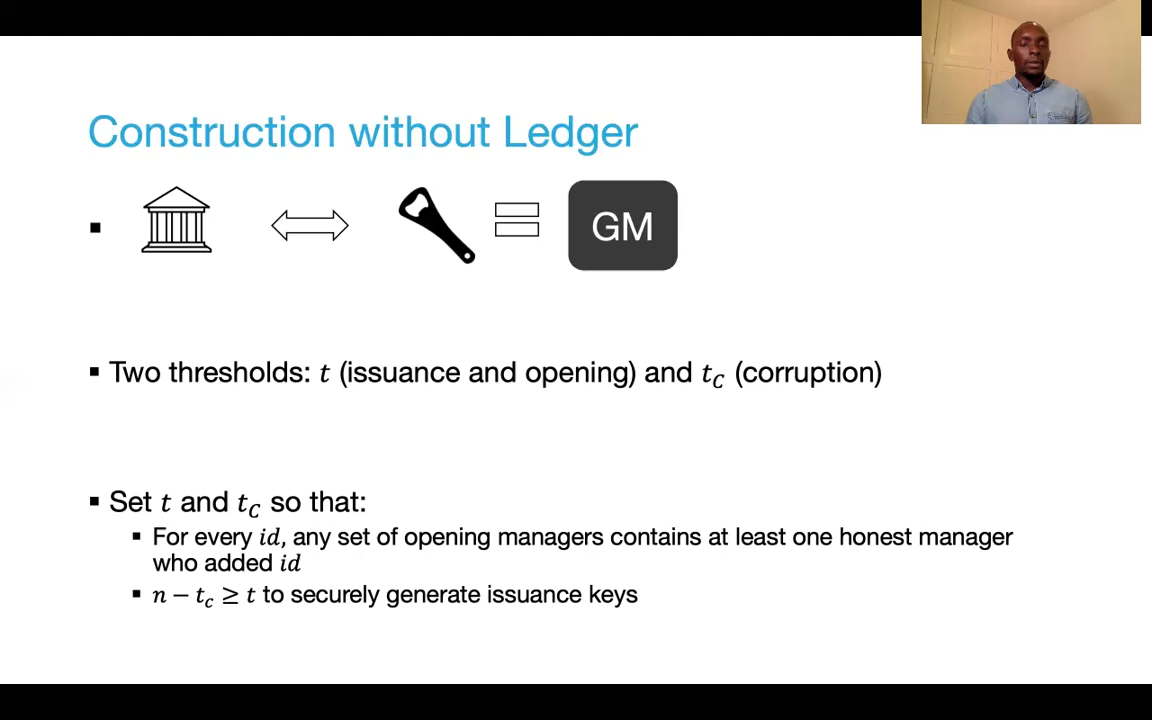 Construction without Ledger
GM
Two thresholds: t (issuance and opening) and t_C (corruption)
Set t and t_C so that:
For every id, any set of opening managers contains at least one honest manager
who added id
n − t_c ≥ t to securely generate issuance keys